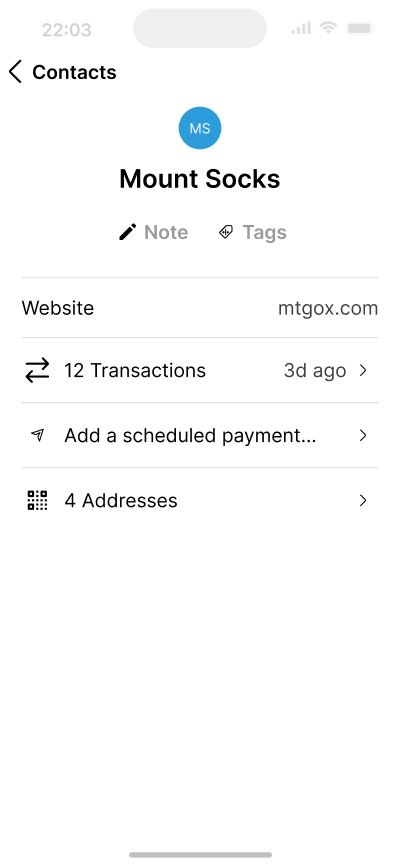 22:03
Contacts
MS
Mount Socks
Note Tags
Website mtgox.com
12 Transactions 3d ago
Add a scheduled payment...
4 Addresses